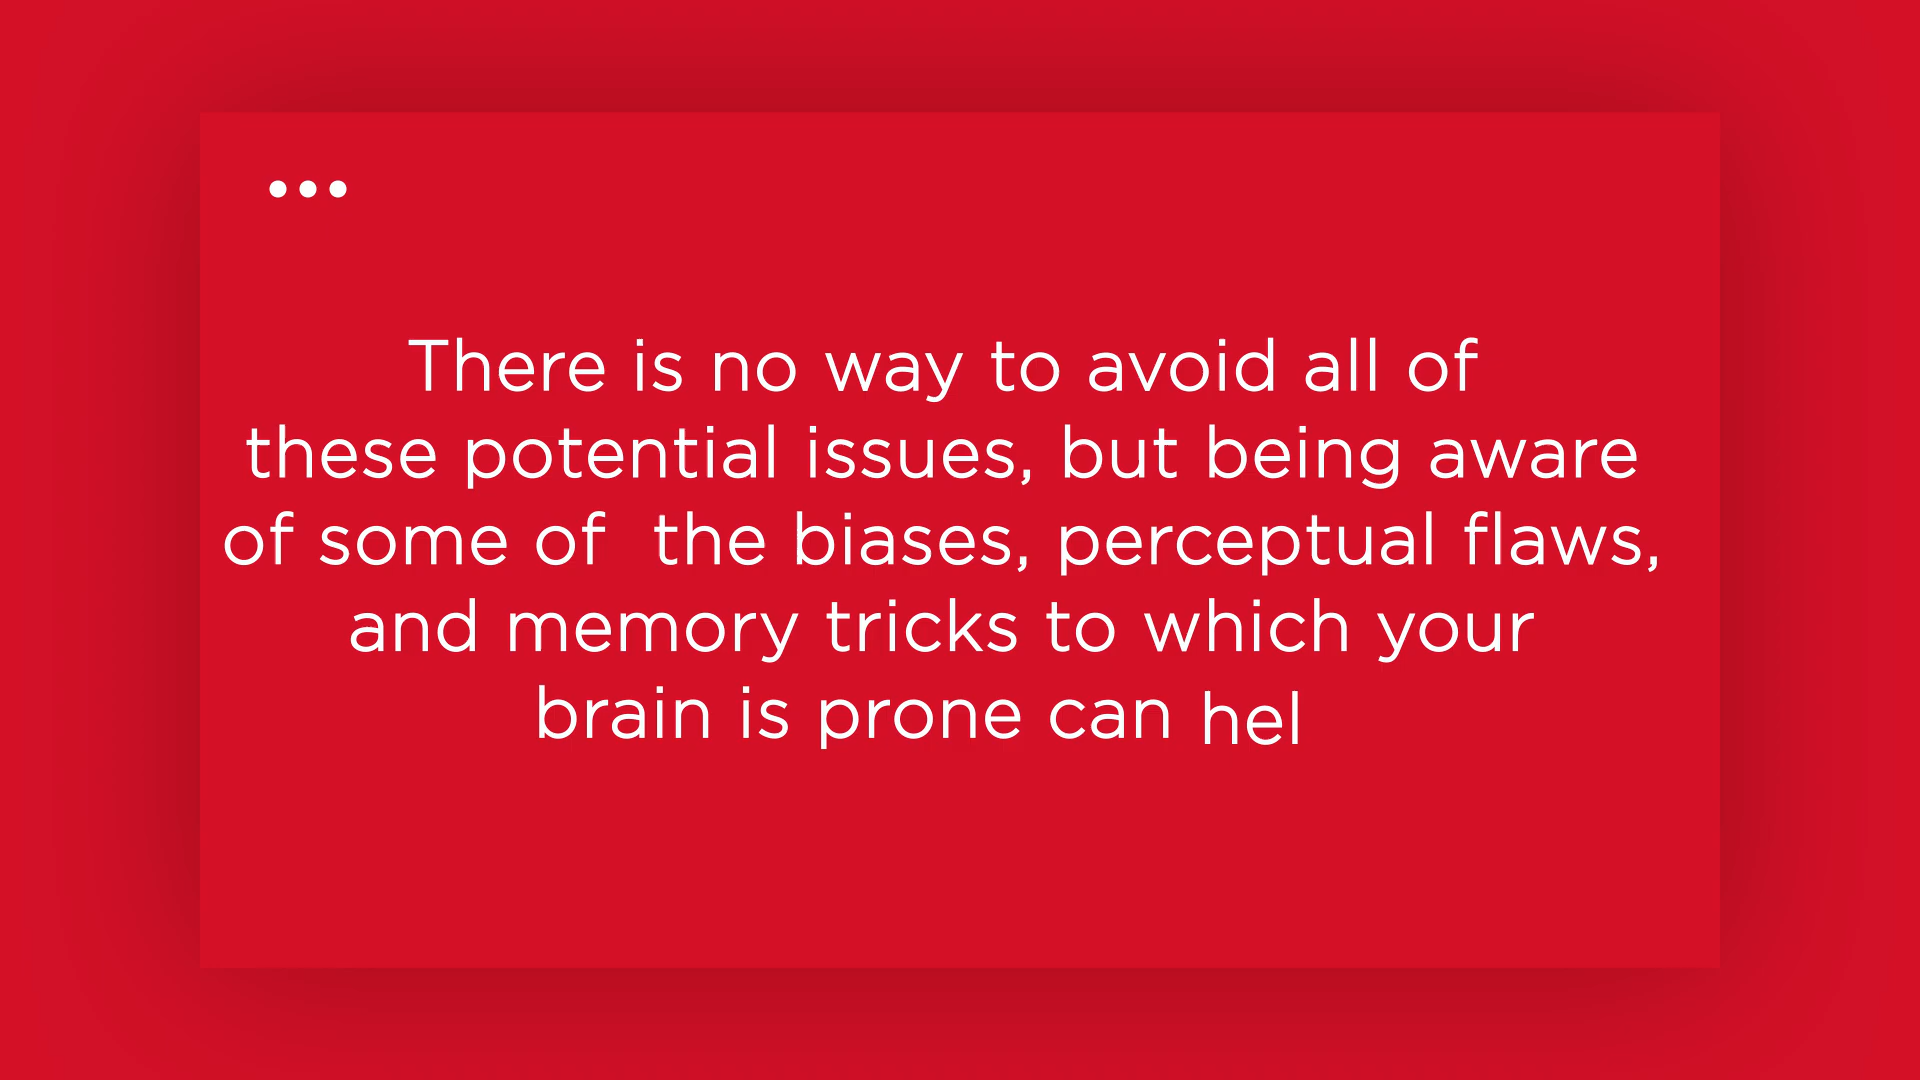 There is no way to avoid all of
these potential issues, but being aware
of some of  the biases, perceptual flaws,
and memory tricks to which your
brain is prone can hel